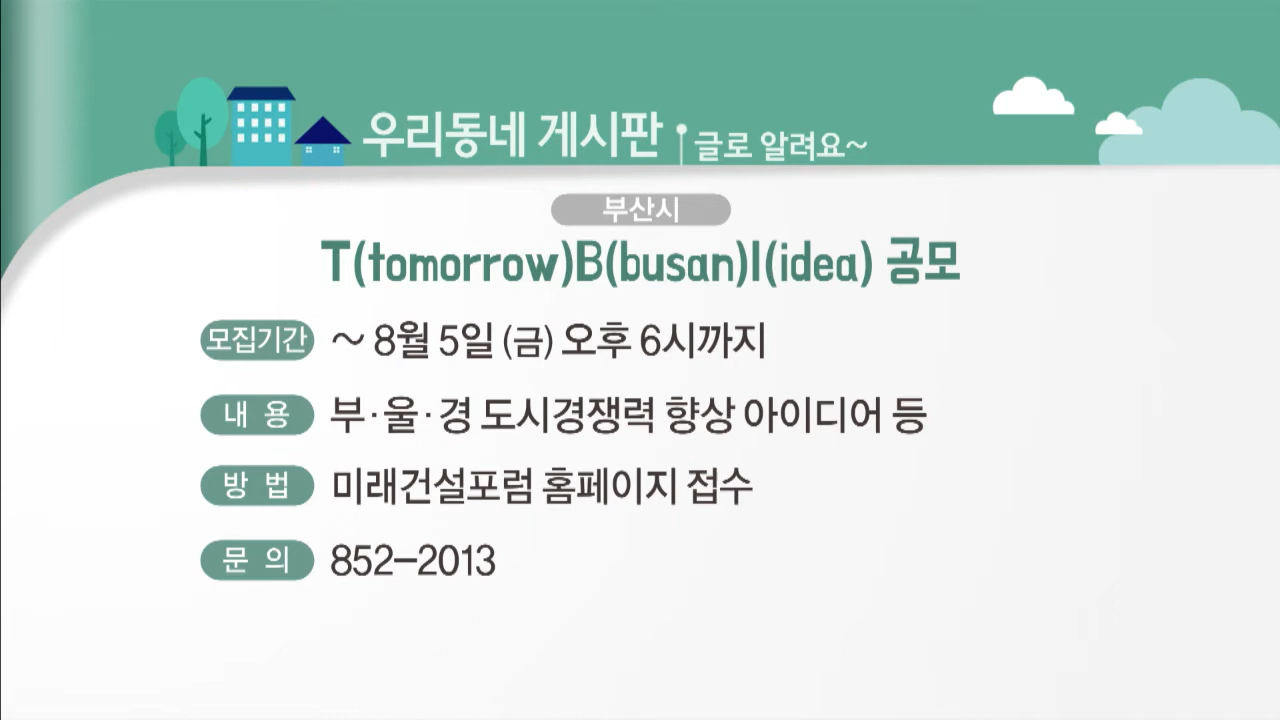 우리동네 게시판 글로 알려요~
부산시
T(tomorrow)B(busan)I(idea) 공모
모집기간 ~ 8월 5일 (금) 오후 6시까지
내 용 부·울·경 도시경쟁력 향상 아이디어 등
방 법 미래건설포럼 홈페이지 접수
문 의 852-2013